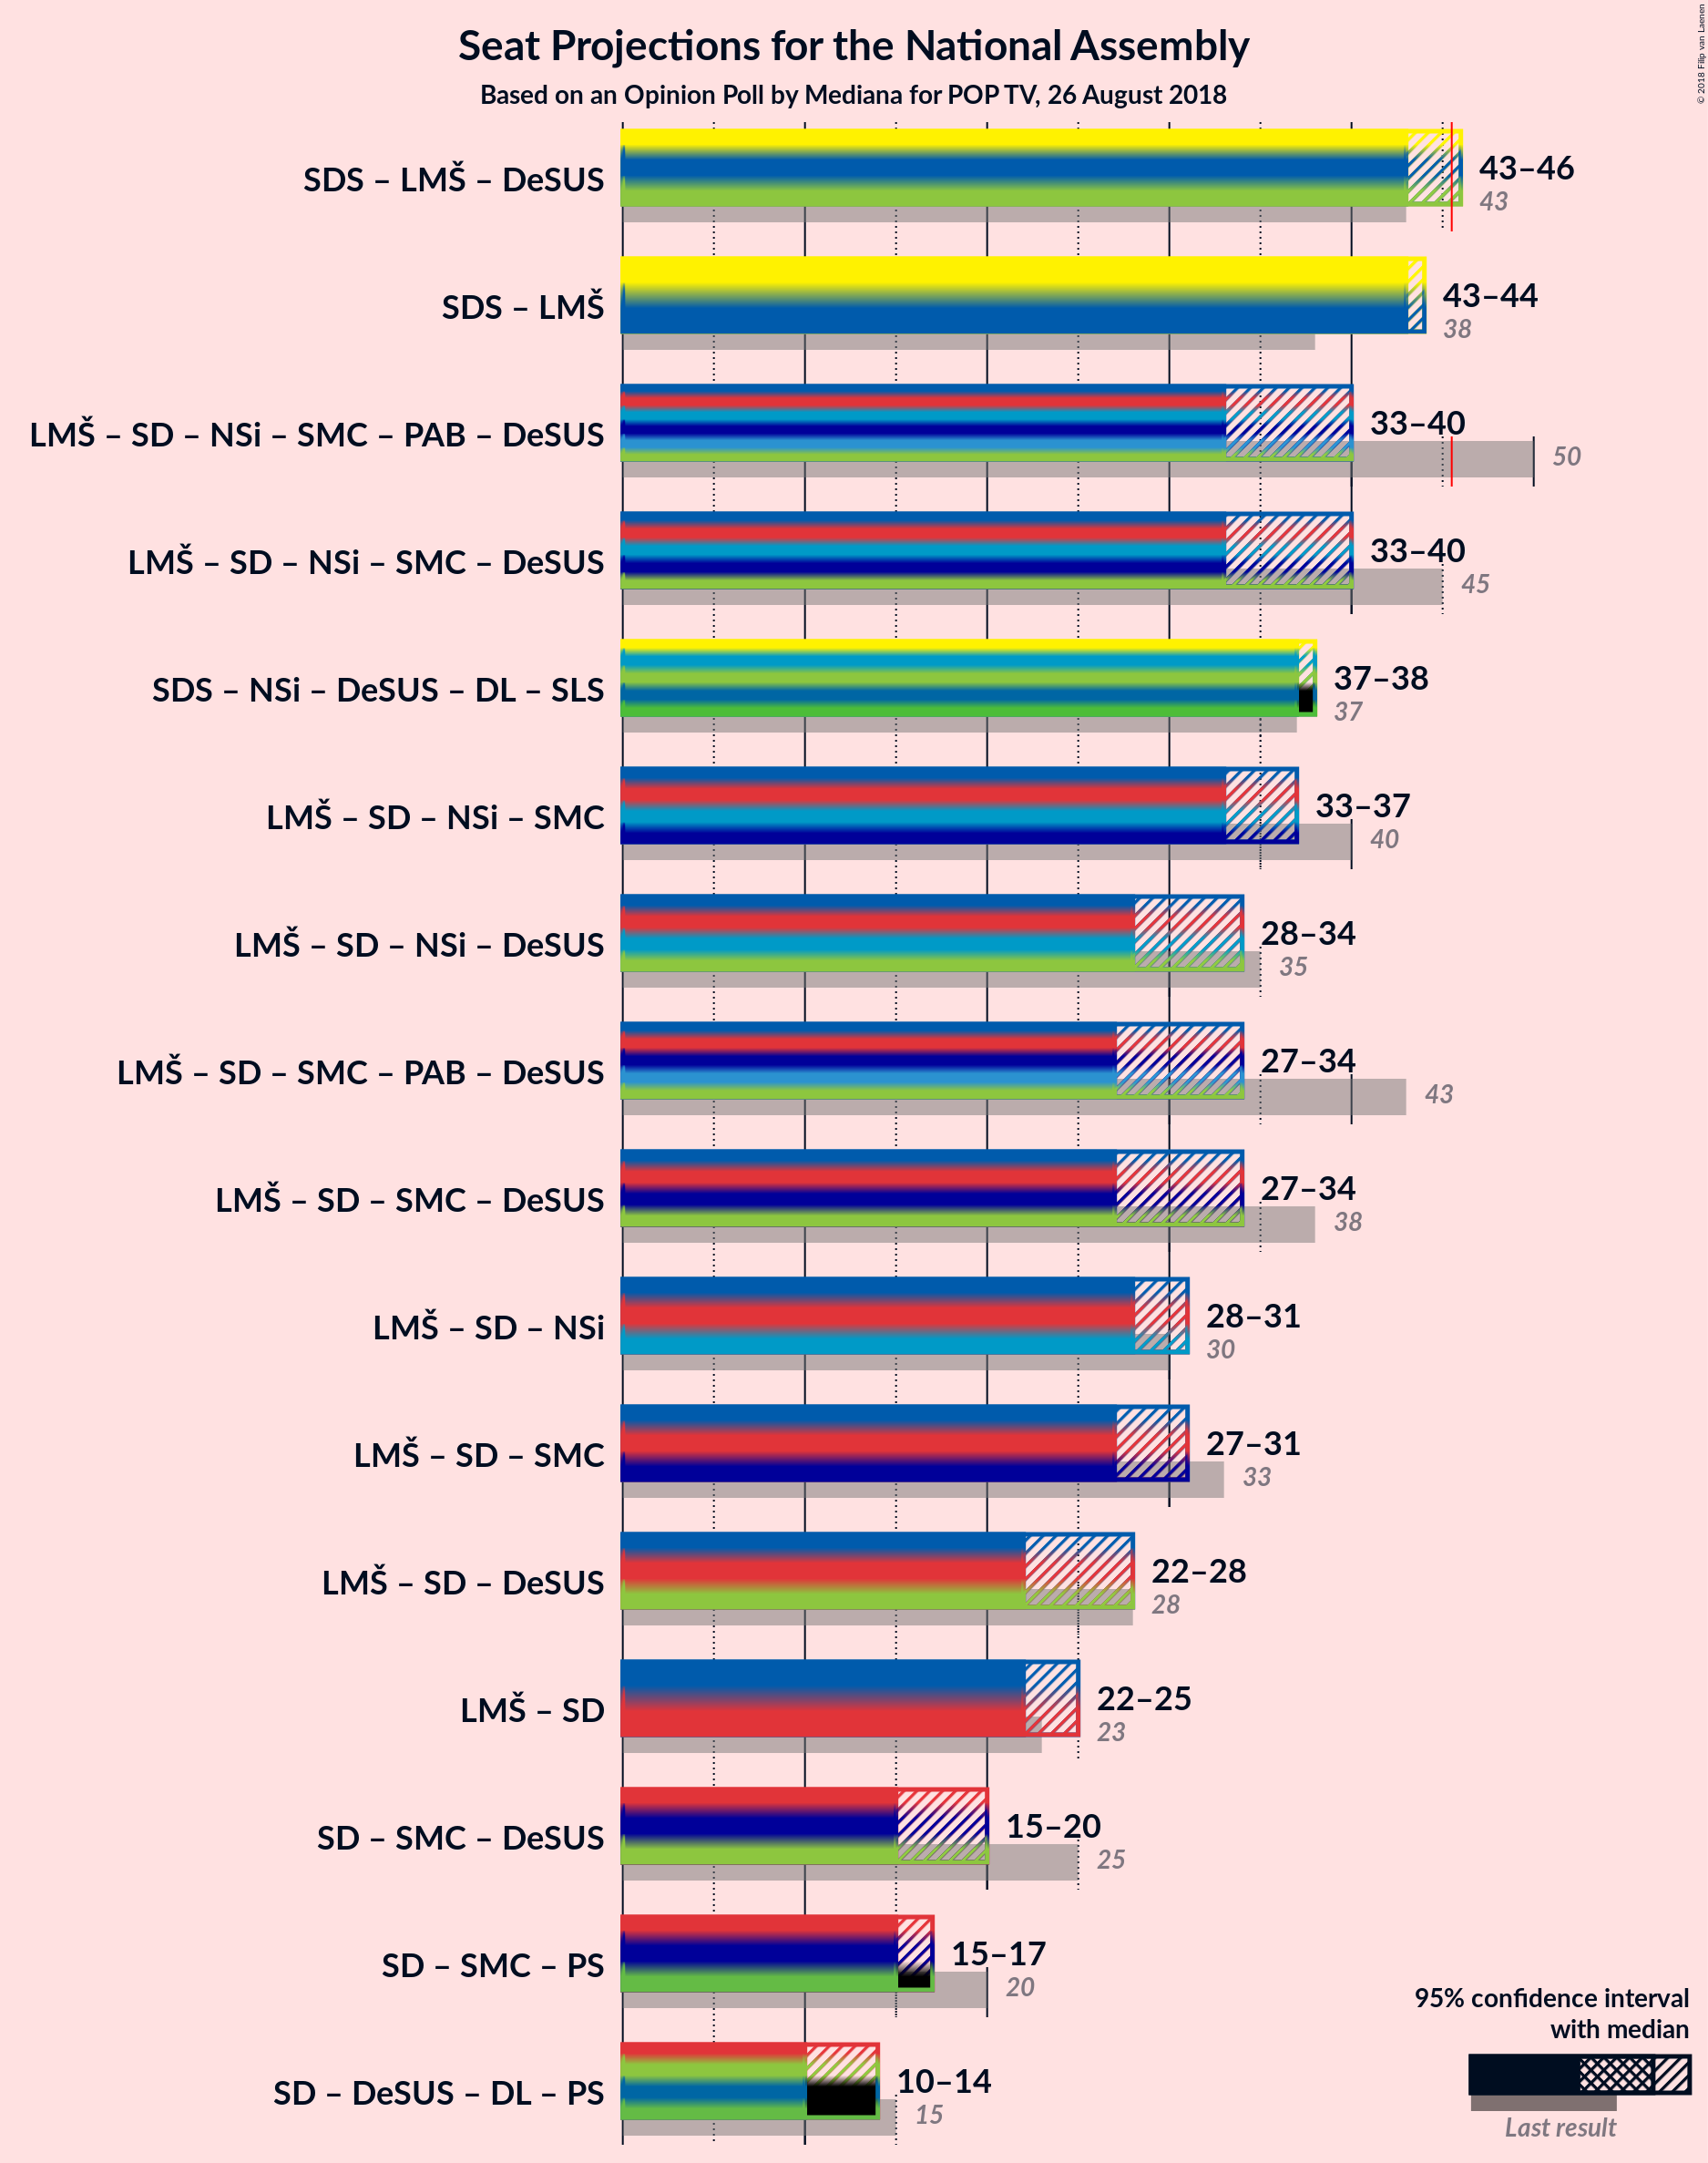 Seat Projections for the National Assembly
Based on an Opinion Poll by Mediana for POP TV, 26 August 2018
© 2018 Filip van Laenen
SDS – LMŠ – DeSUS
43–46
43
SDS – LMŠ
43–44
38
LMŠ – SD – NSi – SMC – PAB – DeSUS
33–40
50
LMŠ – SD – NSi – SMC – DeSUS
33–40
45
SDS – NSi – DeSUS – DL – SLS
37–38
37
LMŠ – SD – NSi – SMC
33–37
40
LMŠ – SD – NSi – DeSUS
28–34
35
LMŠ – SD – SMC – PAB – DeSUS
27–34
43
LMŠ – SD – SMC – DeSUS
27–34
38
LMŠ – SD – NSi
28–31
30
LMŠ – SD – SMC
27–31
33
LMŠ – SD – DeSUS
22–28
28
LMŠ – SD
22–25
23
SD – SMC – DeSUS
15–20
25
SD – SMC – PS
15–17
20
SD – DeSUS – DL – PS
10–14
15
95% confidence interval
with median
Last result